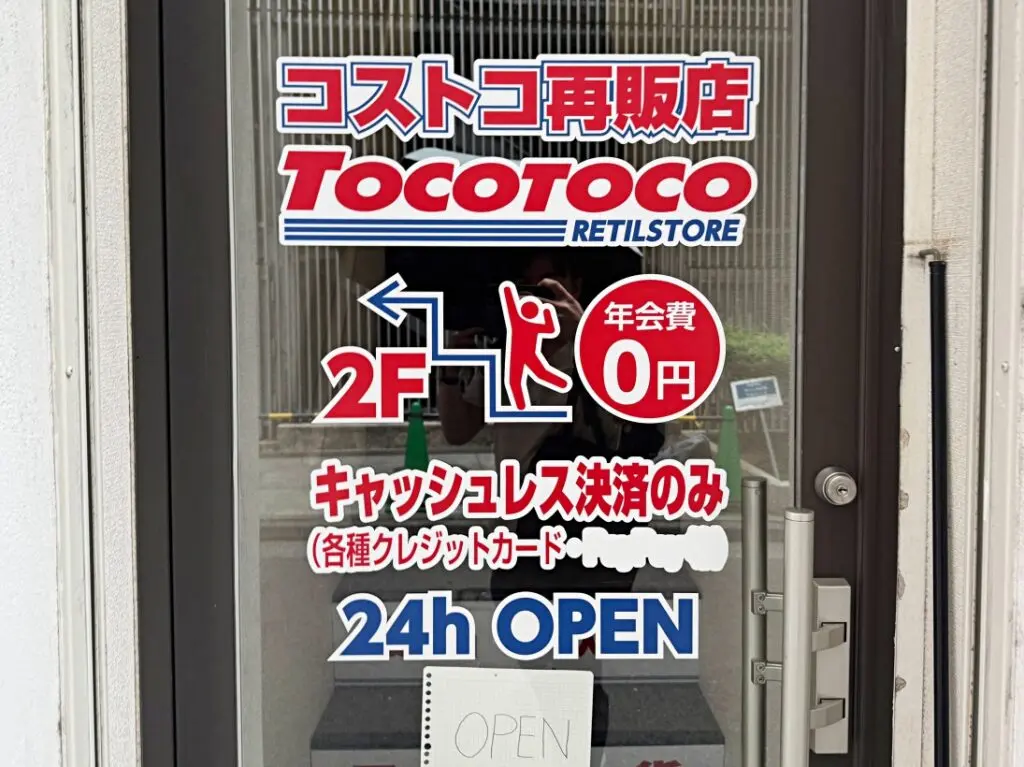 コストコ再販店
TOCOTOCO
RETILSTORE
2F
年会費
0円
キャッシュレス決済のみ
(各種クレジットカード・
24h OPEN
OPEN